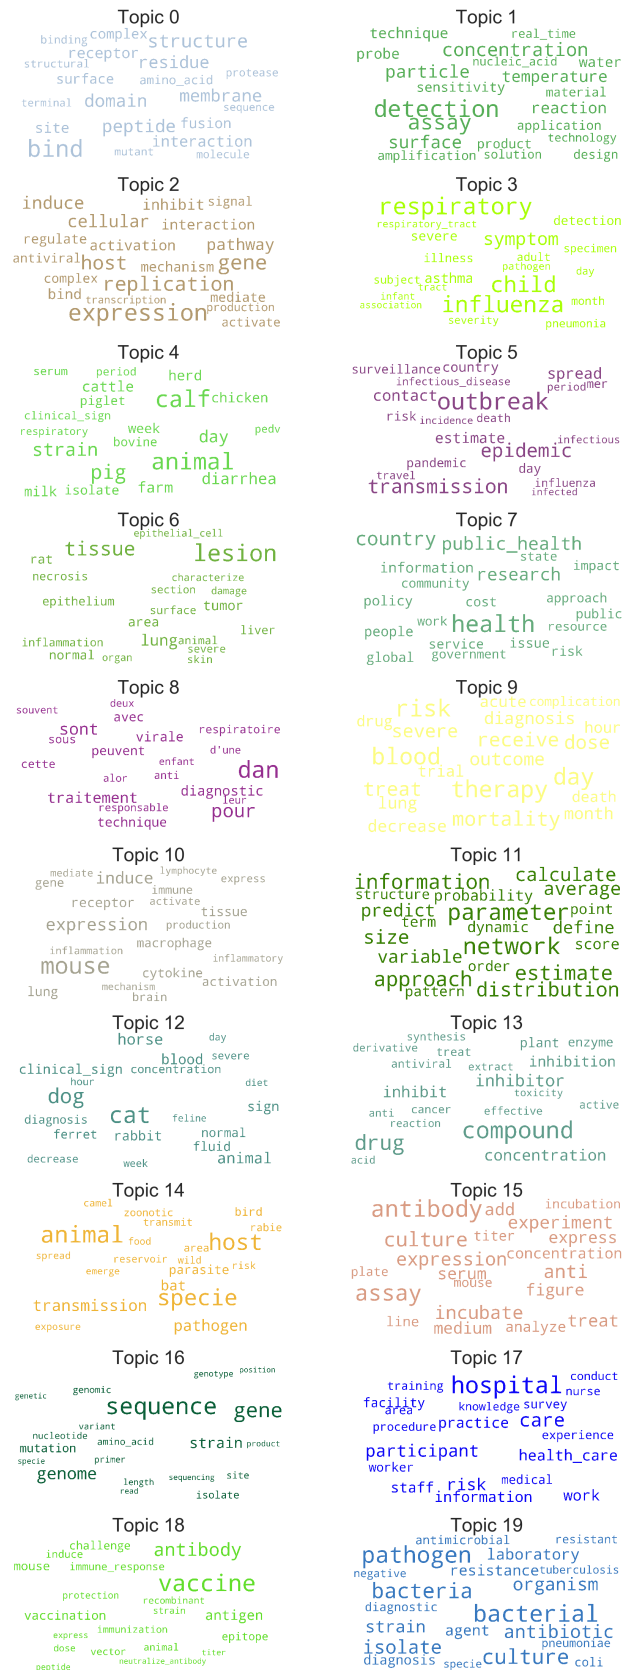 Topic 0
binding complex structure
receptor residue
structural surface amino_acid protease
terminal domain membrane sequence
site peptide fusion
bind interaction
mutant molecule
Topic 1
technique real_time
concentration
probe nucleic_acid water
particle temperature
sensitivity material
detection reaction
assay application
surface product technology
amplification solution design
Topic 2
induce inhibit signal
cellular interaction
regulate activation pathway
antiviral host mechanism gene
complex replication
bind transcription mediate production
expression activate
Topic 3
respiratory
respiratory_tract detection
severe symptom specimen
illness adult pathogen
subject asthma child day
tract
infant influenza month
association
severity pneumonia
Topic 4
serum period herd
cattle
piglet calf chicken
clinical_sign
respiratory week day pedv
strain bovine
pig animal
diarrhea
milk isolate farm
Topic 5
surveillance country spread
infectious_disease
contact outbreak period mer
risk incidence death
estimate epidemic infectious
pandemic day
travel influenza
transmission infected
Topic 6
epithelial_cell
rat tissue lesion
necrosis characterize
section damage
epithelium surface tumor
area
inflammation lung animal liver
normal organ severe
skin
Topic 7
country public_health
state
information research impact
community
policy cost approach
work public
people health resource
service issue
global government risk
Topic 8
souvent deux
avec
sont virale respiratoire
sous
peuvent d'une
cette enfant dan
alor anti
traitement diagnostic
responsable leur
technique pour
Topic 9
risk acute complication
drug diagnosis
severe receive dose hour
blood outcome
trial day
treat therapy
lung death
decrease mortality month
Topic 10
mediate induce lymphocyte express
gene immune
receptor activate tissue
expression production
macrophage
inflammation inflammatory
mouse cytokine
mechanism activation
lung brain
Topic 11
information calculate
structure probability average
predict parameter point
term dynamic define
size network score
variable order
approach estimate
pattern distribution
Topic 12
horse day
blood severe
clinical_sign concentration
hour diet
dog cat sign
diagnosis feline
ferret rabbit normal
fluid
decrease week animal
Topic 13
synthesis plant enzyme
derivative treat
antiviral extract inhibition
inhibit inhibitor
toxicity
anti cancer effective active
reaction
drug compound
acid concentration
Topic 14
camel zoonotic bird
transmit rabie
animal food host
area
spread reservoir wild
emerge parasite risk
bat
transmission specie
exposure pathogen
Topic 15
antibody add incubation
experiment
culture titer express
expression concentration
plate serum anti
mouse
assay figure
incubate
line medium analyze treat
Topic 16
genotype position
genetic genomic
sequence gene
variant
nucleotide amino_acid strain product
mutation
specie primer
genome length sequencing site
read isolate
Topic 17
training hospital conduct
facility nurse
area knowledge survey
procedure practice care
experience
participant health_care
worker
staff risk medical
information work
Topic 18
challenge antibody
induce
mouse immune_response
vaccine
protection recombinant
strain
vaccination antigen
express immunization epitope
dose vector animal titer
peptide neutralize_antibody
Topic 19
antimicrobial resistant
pathogen laboratory
negative resistance tuberculosis
bacteria organism
diagnostic bacterial
strain agent antibiotic
isolate pneumoniae
diagnosis specie culture coli